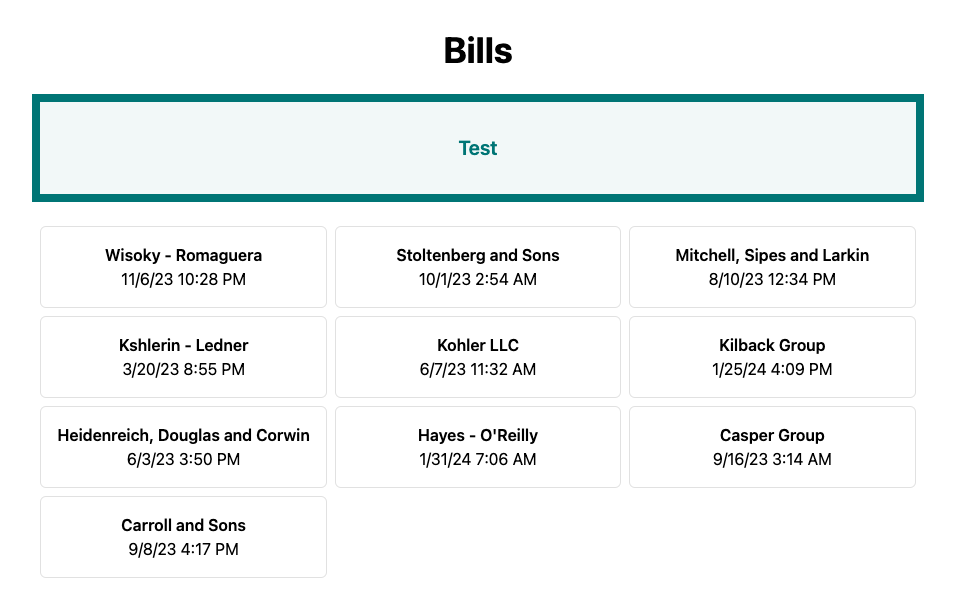 Bills
Test
Wisoky - Romaguera
11/6/23 10:28 PM
Stoltenberg and Sons
10/1/23 2:54 AM
Mitchell, Sipes and Larkin
8/10/23 12:34 PM
Kshlerin - Ledner
3/20/23 8:55 PM
Kohler LLC
6/7/23 11:32 AM
Kilback Group
1/25/24 4:09 PM
Heidenreich, Douglas and Corwin
6/3/23 3:50 PM
Hayes - O'Reilly
1/31/24 7:06 AM
Casper Group
9/16/23 3:14 AM
Carroll and Sons
9/8/23 4:17 PM